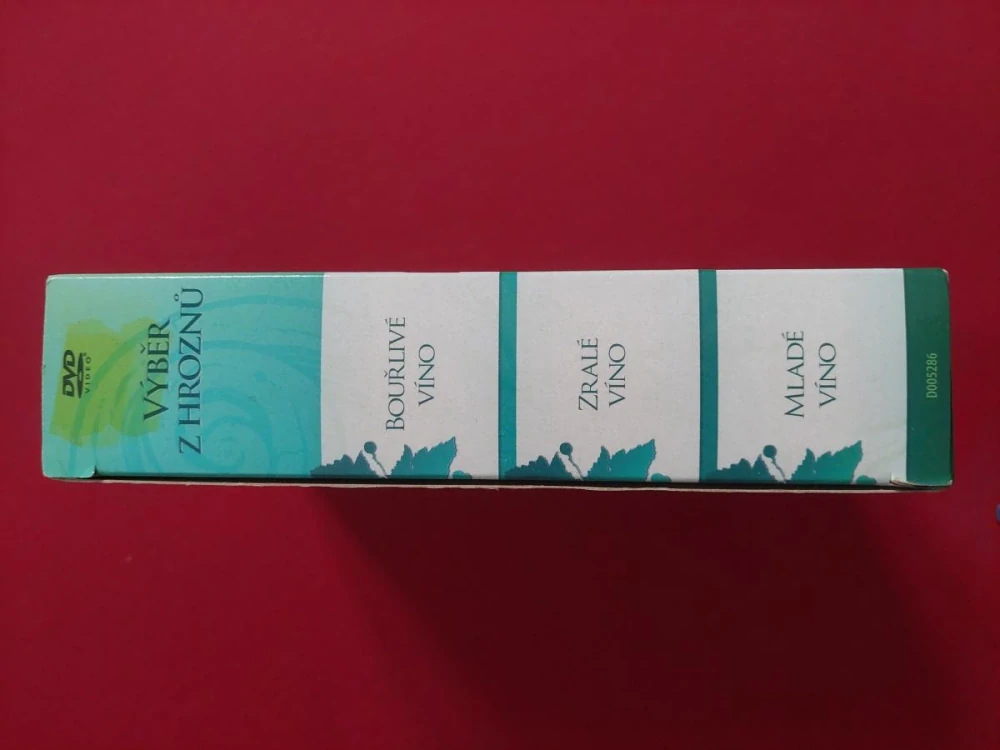 DVD
VIDEO
VÝBĚR
Z HROZNŮ
BOUŘLIVÉ
VÍNO
ZRALÉ
VÍNO
MLADÉ
VÍNO
D005286